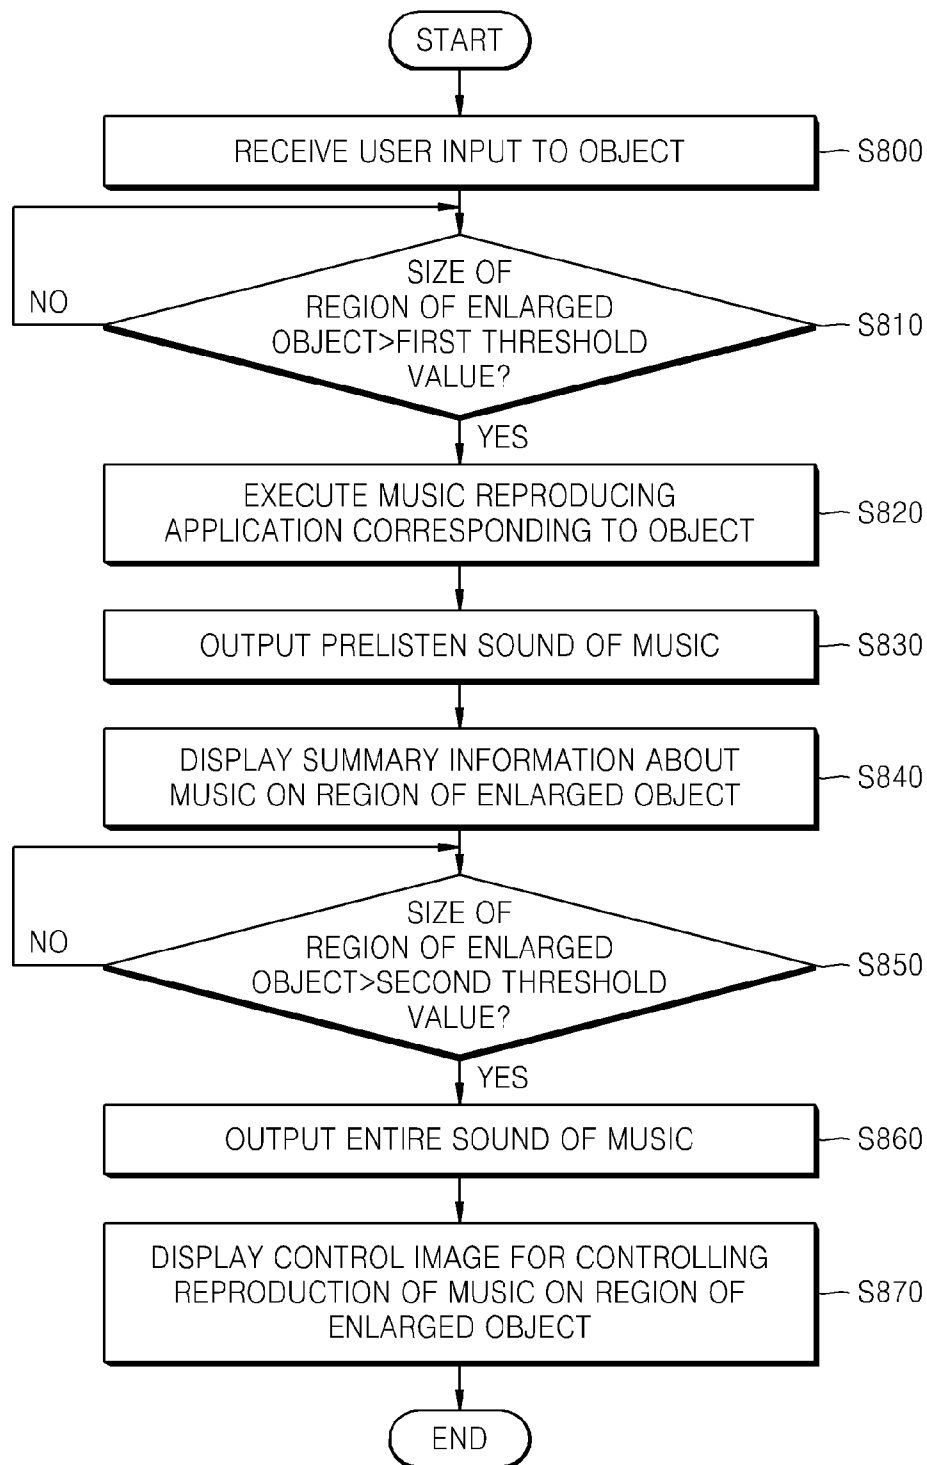 START
RECEIVE USER INPUT TO OBJECT
S800
SIZE OF
REGION OF ENLARGED
OBJECT>FIRST THRESHOLD
VALUE?
S810
NO
YES
EXECUTE MUSIC REPRODUCING
APPLICATION CORRESPONDING TO OBJECT
S820
OUTPUT PRELISTEN SOUND OF MUSIC
S830
DISPLAY SUMMARY INFORMATION ABOUT
MUSIC ON REGION OF ENLARGED OBJECT
S840
SIZE OF
REGION OF ENLARGED
OBJECT>SECOND THRESHOLD
VALUE?
S850
NO
YES
OUTPUT ENTIRE SOUND OF MUSIC
S860
DISPLAY CONTROL IMAGE FOR CONTROLLING
REPRODUCTION OF MUSIC ON REGION OF
ENLARGED OBJECT
S870
END